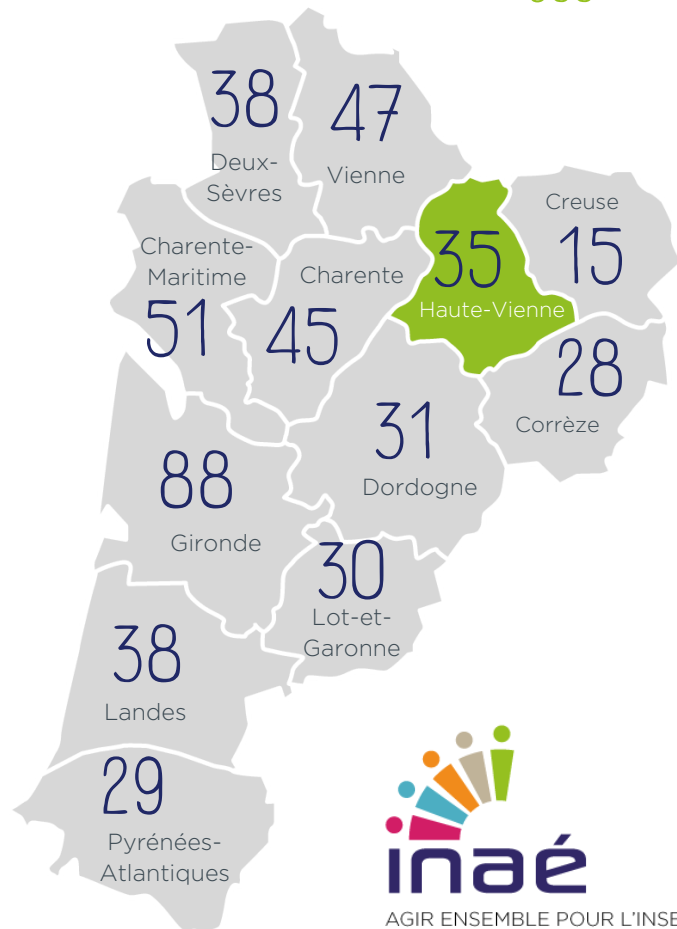 38
Deux-
Sèvres
47
Vienne
Creuse
15
35
Haute-Vienne
Charente-
Maritime
51
Charente
45
28
Corrèze
31
Dordogne
88
Gironde
30
Lot-et-
Garonne
38
Landes
29
Pyrénées-
Atlantiques
inaé
AGIR ENSEMBLE POUR L'INSE